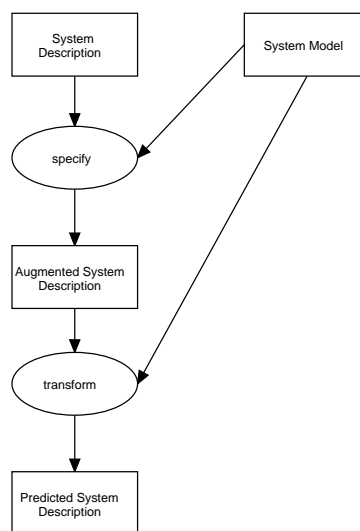 System
Description
System Model
specify
Augmented System
Description
transform
Predicted System
Description